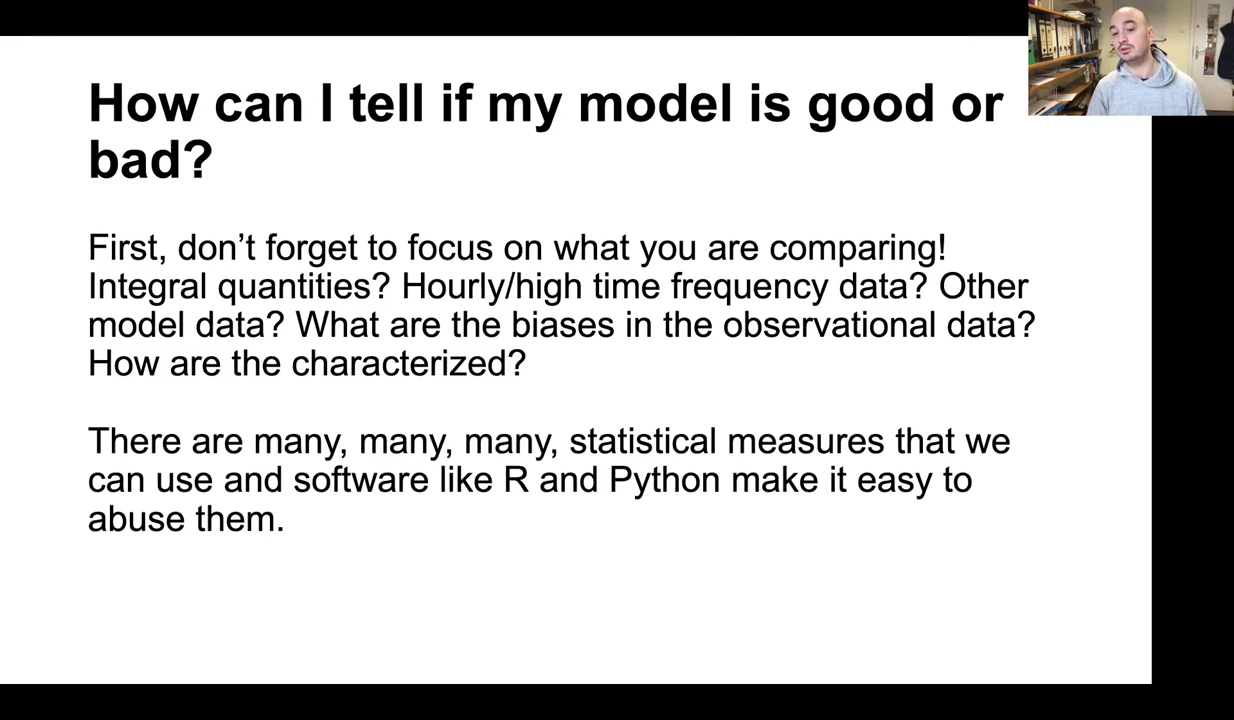 How can I tell if my model is good or
bad?
First, don’t forget to focus on what you are comparing!
Integral quantities? Hourly/high time frequency data? Other
model data? What are the biases in the observational data?
How are the characterized?
There are many, many, many, statistical measures that we
can use and software like R and Python make it easy to
abuse them.